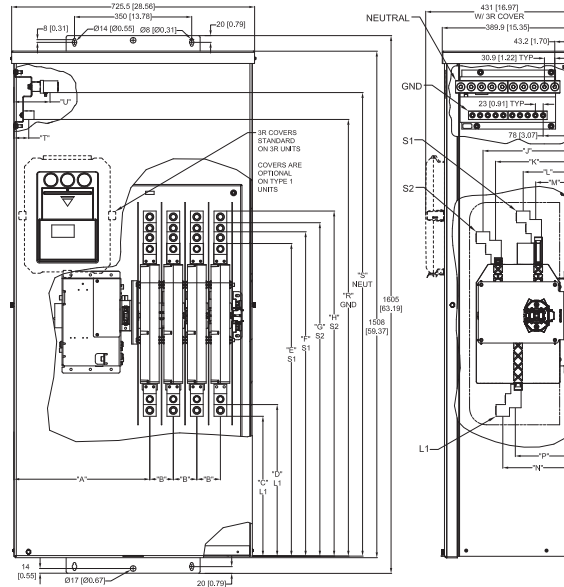 725.5 [28.56]
350 [13.78]
8 [0.31]
Ø14 [Ø0.55]
Ø8 [Ø0.31]
20 [0.79]
"U"
"T"
3R COVERS
STANDARD
ON 3R UNITS
COVERS ARE
OPTIONAL
ON TYPE 1
UNITS
"E"
S1
"F"
S1
"G"
S2
"H"
S2
"R"
GND
"S"
NEUT
1508
[59.37]
1605
[63.19]
"A"
"B"
"B"
"B"
"C"
L1
"D"
L1
14
[0.55]
Ø17 [Ø0.67]
20 [0.79]
431 [16.97]
W/ 3R COVER
389.9 [15.35]
NEUTRAL
43.2 [1.70]
30.9 [1.22] TYP
GND
23 [0.91] TYP
78 [3.07]
S1
"J"
"K"
S2
"L"
"M"
L1
"P"
"N"